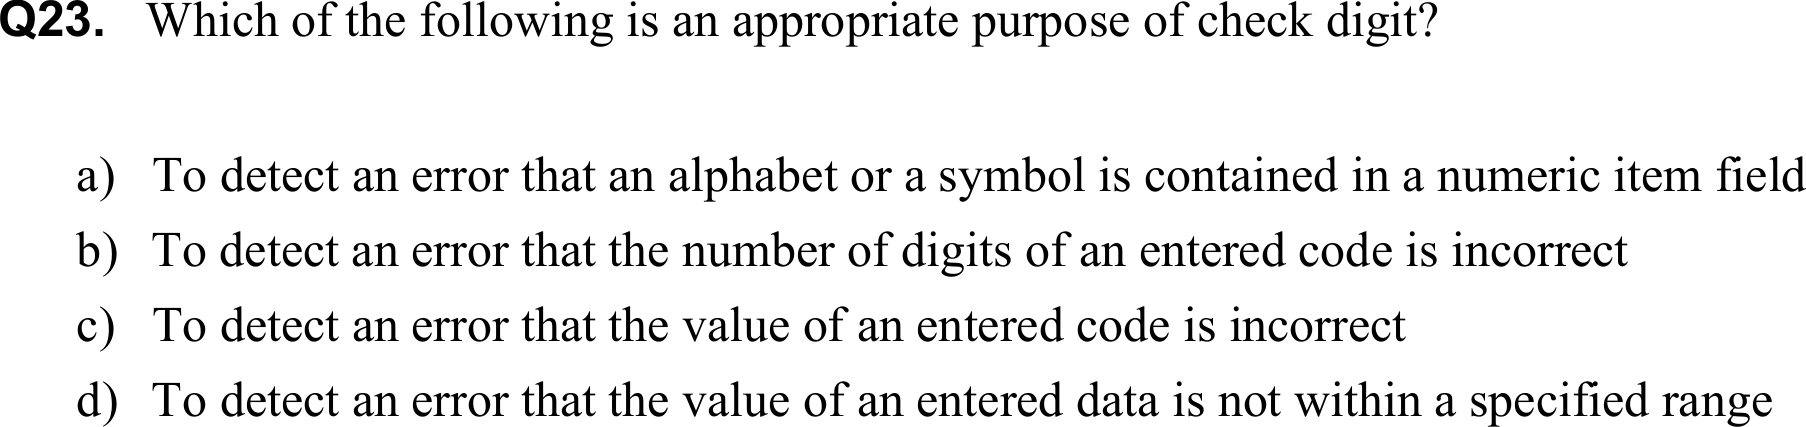 Q23. Which of the following is an appropriate purpose of check digit?
a) To detect an error that an alphabet or a symbol is contained in a numeric item field
b) To detect an error that the number of digits of an entered code is incorrect
c) To detect an error that the value of an entered code is incorrect
d) To detect an error that the value of an entered data is not within a specified range